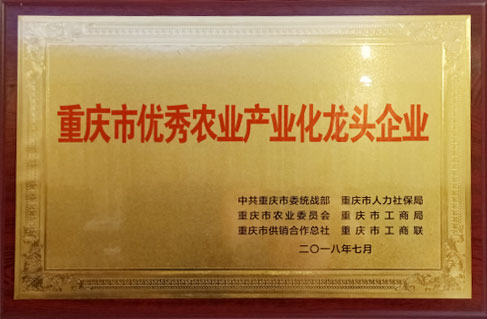 重庆市优秀农业产业化龙头企业
中共重庆市委统战部 重庆市人力社保局
重庆市农业委员会 重庆市工商局
重庆市供销合作总社 重庆市工商联
二〇一八年七月